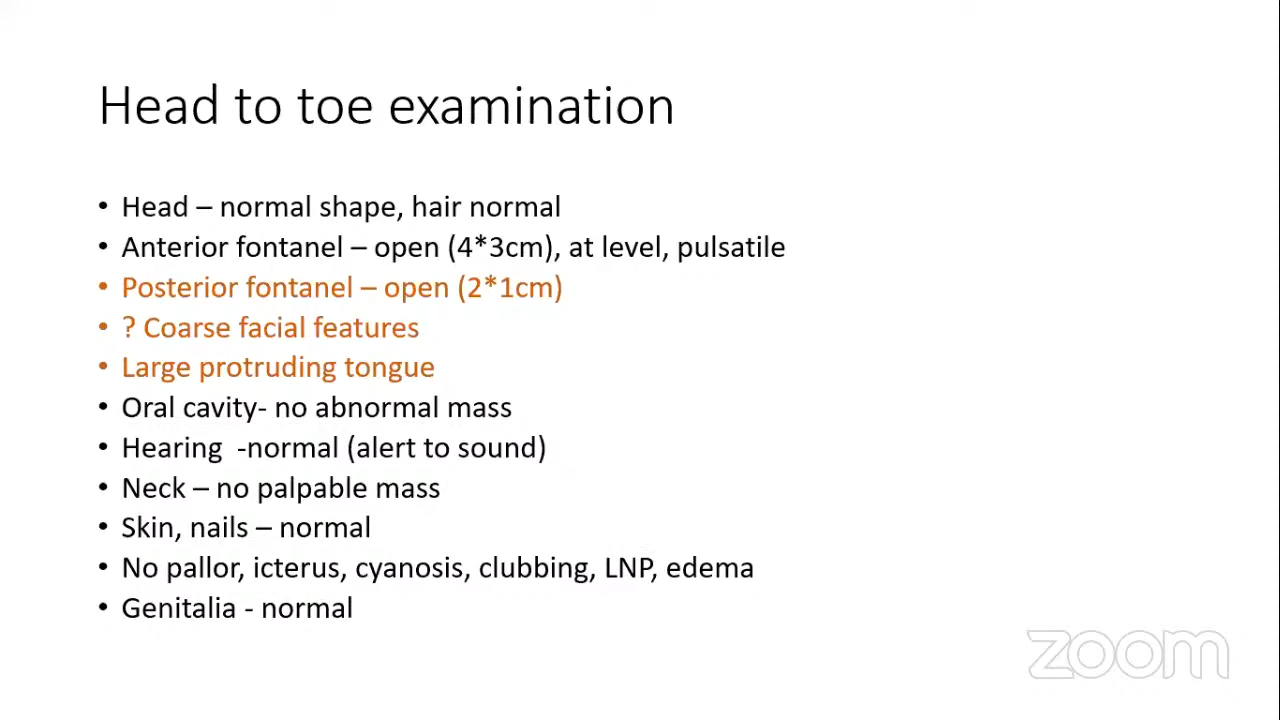 Head to toe examination
• Head – normal shape, hair normal
• Anterior fontanel – open (4*3cm), at level, pulsatile
• Posterior fontanel – open (2*1cm)
• ? Coarse facial features
• Large protruding tongue
• Oral cavity- no abnormal mass
• Hearing  -normal (alert to sound)
• Neck – no palpable mass
• Skin, nails – normal
• No pallor, icterus, cyanosis, clubbing, LNP, edema
• Genitalia - normal
zoom